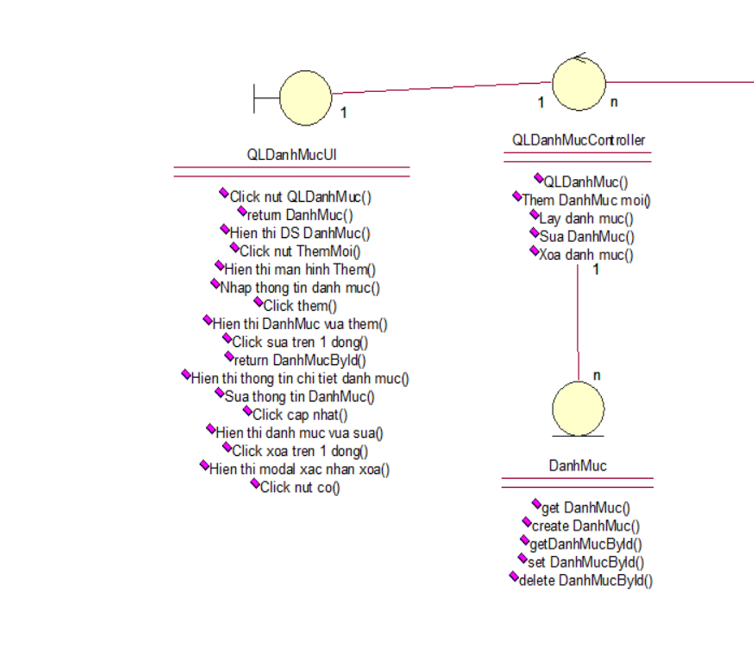 1
1
n
QLDanhMucUI
Click nut QLDanhMuc()
return DanhMuc()
Hien thi DS DanhMuc()
Click nut ThemMoi()
Hien thi man hinh Them()
Nhap thong tin danh muc()
Click them()
Hien thi DanhMuc vua them()
Click sua tren 1 dong()
return DanhMucById()
Hien thi thong tin chi tiet danh muc()
Sua thong tin DanhMuc()
Click cap nhat()
Hien thi danh muc vua sua()
Click xoa tren 1 dong()
Hien thi modal xac nhan xoa()
Click nut co()
QLDanhMucController
QLDanhMuc()
Them DanhMuc moi()
Lay danh muc()
Sua DanhMuc()
Xoa danh muc()
1
n
DanhMuc
get DanhMuc()
create DanhMuc()
getDanhMucById()
set DanhMucById()
delete DanhMucById()